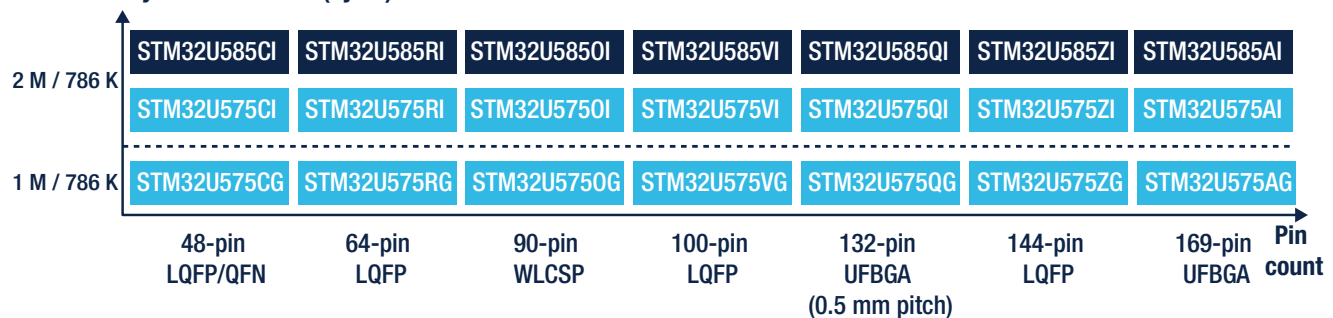 STM32U585CI STM32U585RI STM32U585OI STM32U585VI STM32U585QI STM32U585ZI STM32U585AI
2 M / 786 K
STM32U575CI STM32U575RI STM32U575OI STM32U575VI STM32U575QI STM32U575ZI STM32U575AI
1 M / 786 K STM32U575CG STM32U575RG STM32U575OG STM32U575VG STM32U575QG STM32U575ZG STM32U575AG
48-pin 64-pin 90-pin 100-pin 132-pin 144-pin 169-pin Pin
LQFP/QFN LQFP WLCSP LQFP UFBGA LQFP UFBGA count
(0.5 mm pitch)